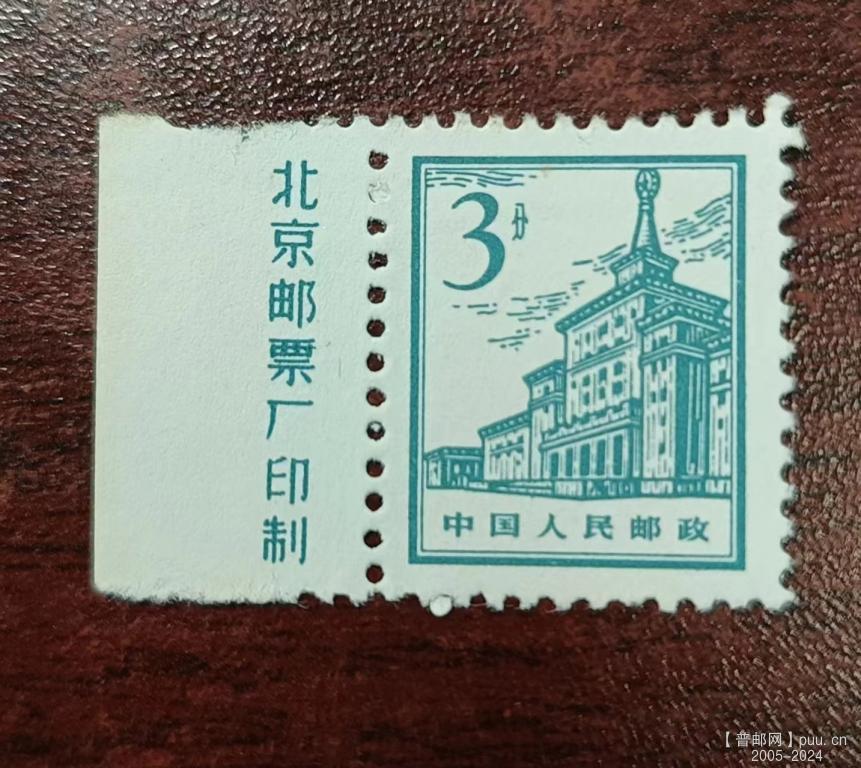 北京邮票厂印制
3分
中国人民邮政
【普邮网】puu.cn
2005-2024